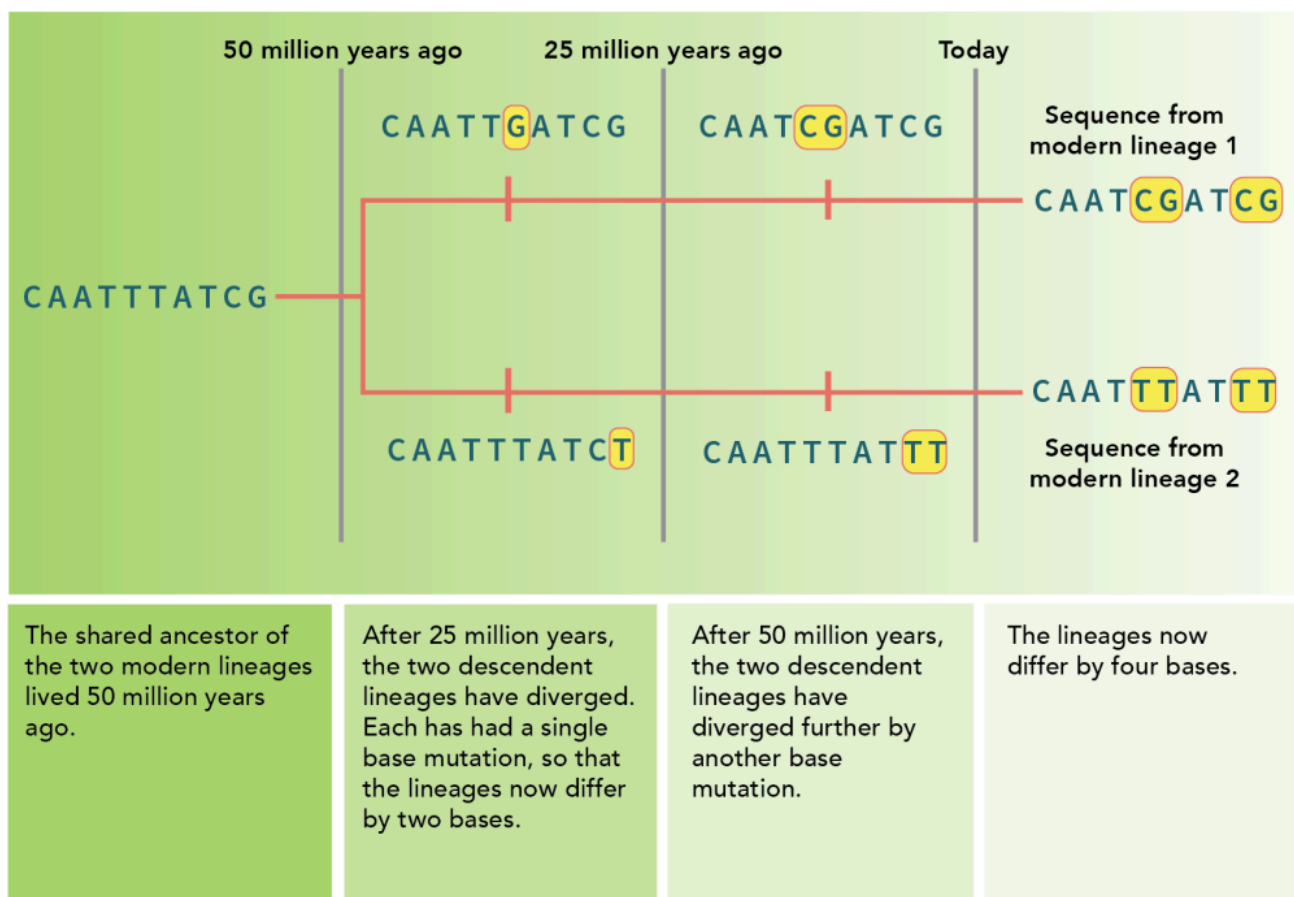 50 million years ago
25 million years ago
Today
CAATTGATCG
CAATCGATCG
Sequence from
modern lineage 1
CAATCGATCG
CAATTTATCG
CAATTTATTT
CAATTTATCT
CAATTTATTT
Sequence from
modern lineage 2
The shared ancestor of
the two modern lineages
lived 50 million years
ago.
After 25 million years,
the two descendent
lineages have diverged.
Each has had a single
base mutation, so that
the lineages now differ
by two bases.
After 50 million years,
the two descendent
lineages have
diverged further by
another base
mutation.
The lineages now
differ by four bases.